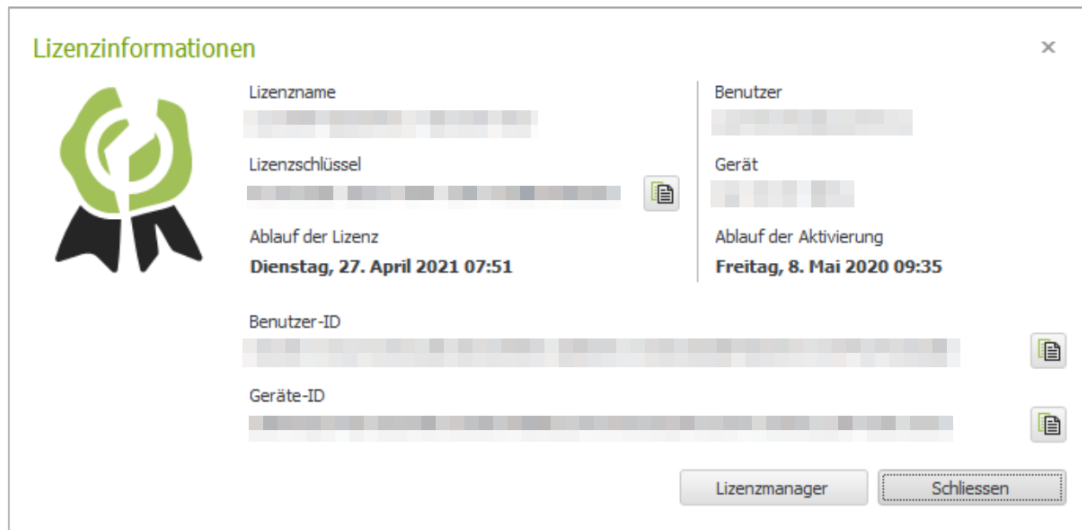 Lizenzinformationen
Lizenzname
Benutzer
Lizenzschlüssel
Gerät
Ablauf der Lizenz
Ablauf der Aktivierung
Dienstag, 27. April 2021 07:51
Freitag, 8. Mai 2020 09:35
Benutzer-ID
Geräte-ID
Lizenzmanager
Schliessen